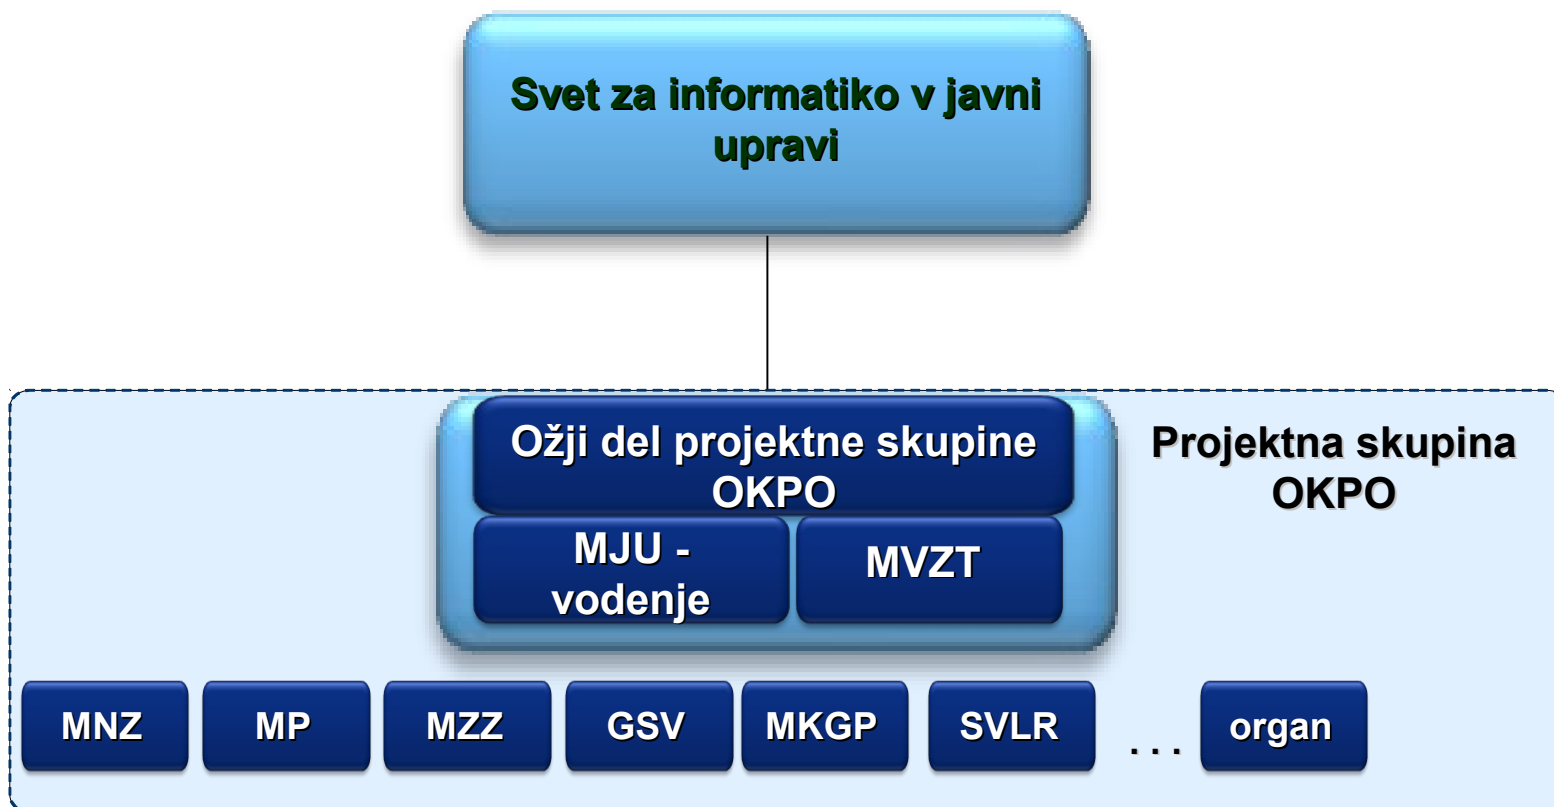 Svet za informatiko v javni
upravi
Ožji del projektne skupine
OKPO
Projektna skupina
OKPO
MJU -
vodenje
MVZT
MNZ
MP
MZZ
GSV
MKGP
SVLR
. . .
organ